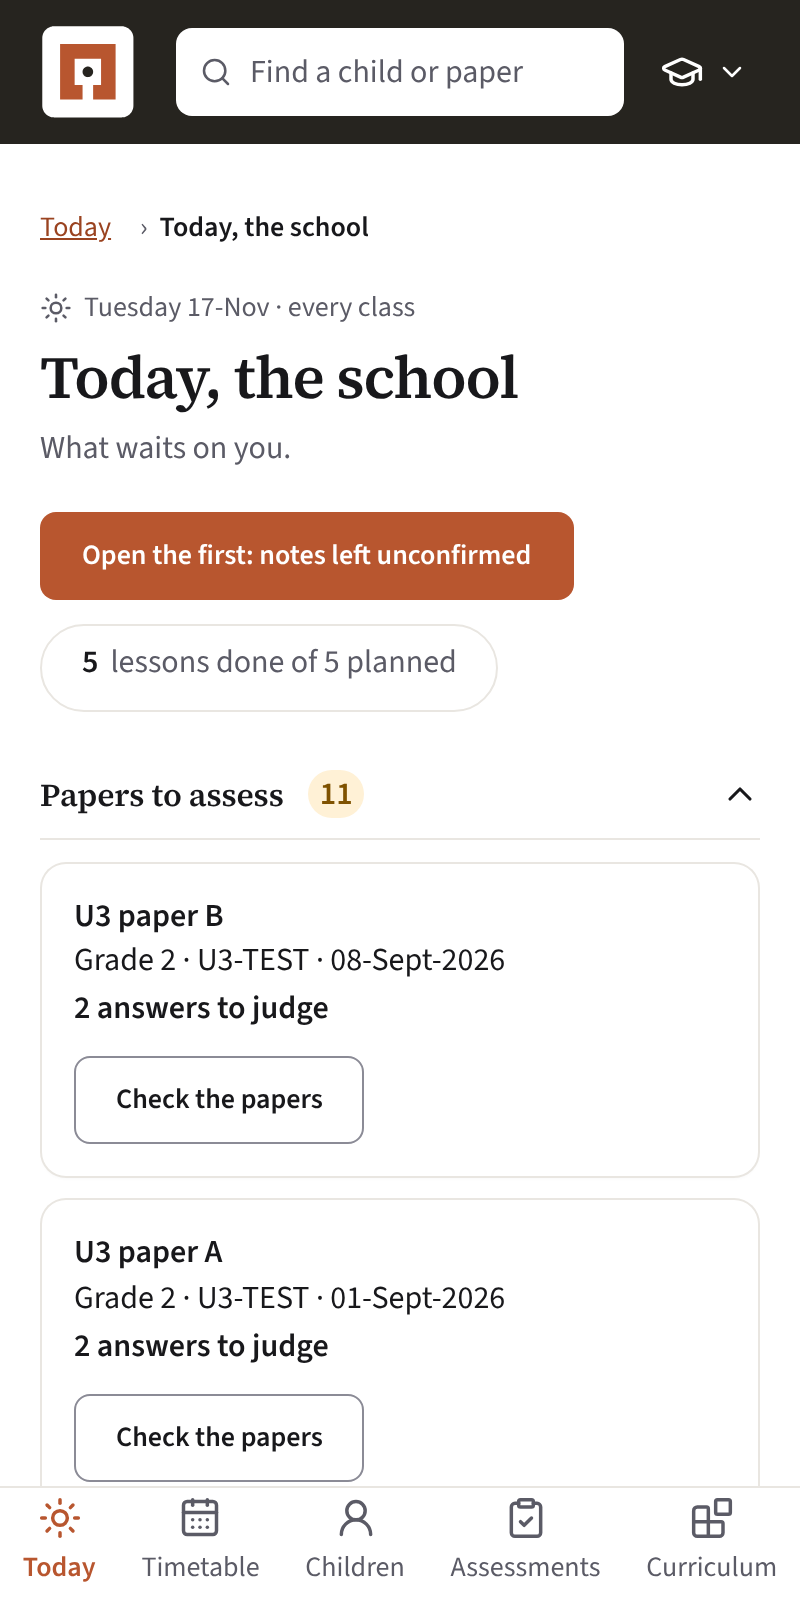 Find a child or paper
Today › Today, the school
Tuesday 17-Nov · every class
Today, the school
What waits on you.
Open the first: notes left unconfirmed
5 lessons done of 5 planned
Papers to assess 11
U3 paper B
Grade 2 · U3-TEST · 08-Sept-2026
2 answers to judge
Check the papers
U3 paper A
Grade 2 · U3-TEST · 01-Sept-2026
2 answers to judge
Check the papers
Today Timetable Children Assessments Curriculum